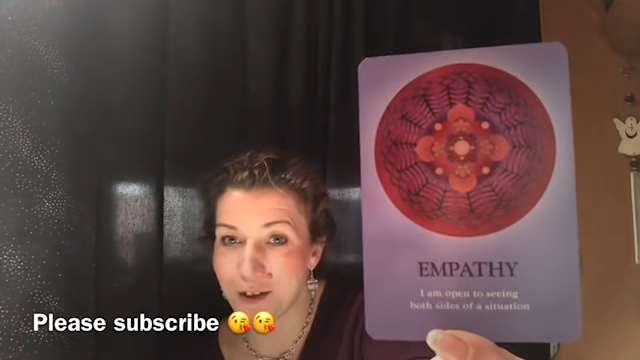 EMPATHY
I am open to seeing
both sides of a situation
Please subscribe 😘😘